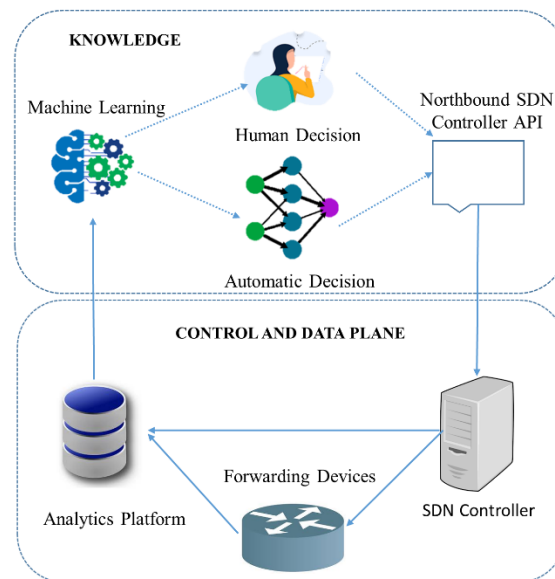 KNOWLEDGE
Machine Learning
Human Decision
Northbound SDN
Controller API
Automatic Decision
CONTROL AND DATA PLANE
Forwarding Devices
Analytics Platform
SDN Controller